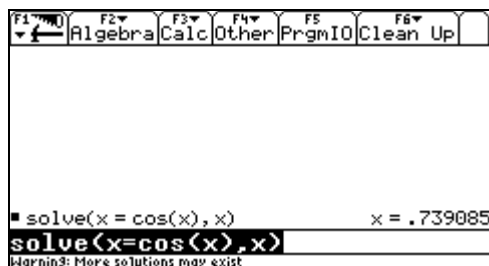 F1 F2 F3 F4 F5 F6
Algebra Calc Other PrgmIO Clean Up
solve(x = cos(x), x) x = .739085
solve(x=cos(x),x)
Warning: More solutions may exist